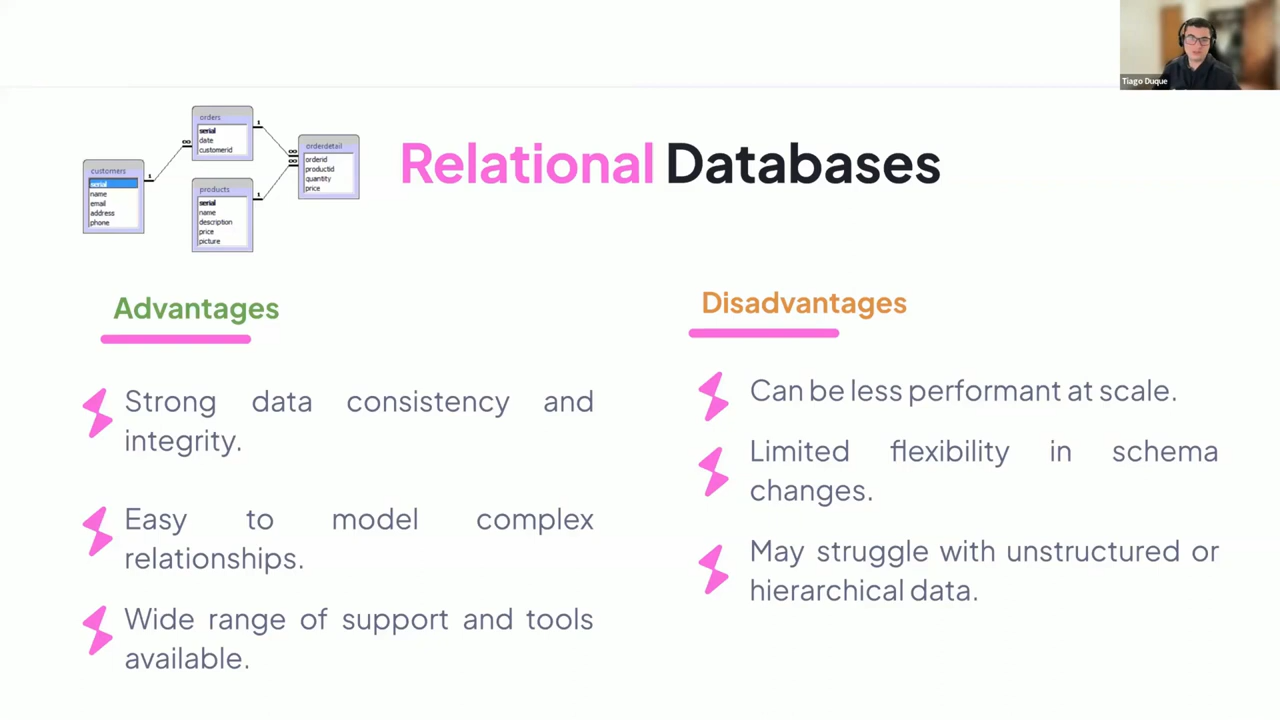 Tiago Duque
orders
serial
date
customerid
customers
serial
name
email
address
phone
products
serial
name
description
price
picture
orderdetail
orderid
productid
quantity
price
1
∞
1
∞
∞
1
Relational Databases
Advantages
Strong data consistency and
integrity.
Easy to model complex
relationships.
Wide range of support and tools
available.
Disadvantages
Can be less performant at scale.
Limited flexibility in schema
changes.
May struggle with unstructured or
hierarchical data.